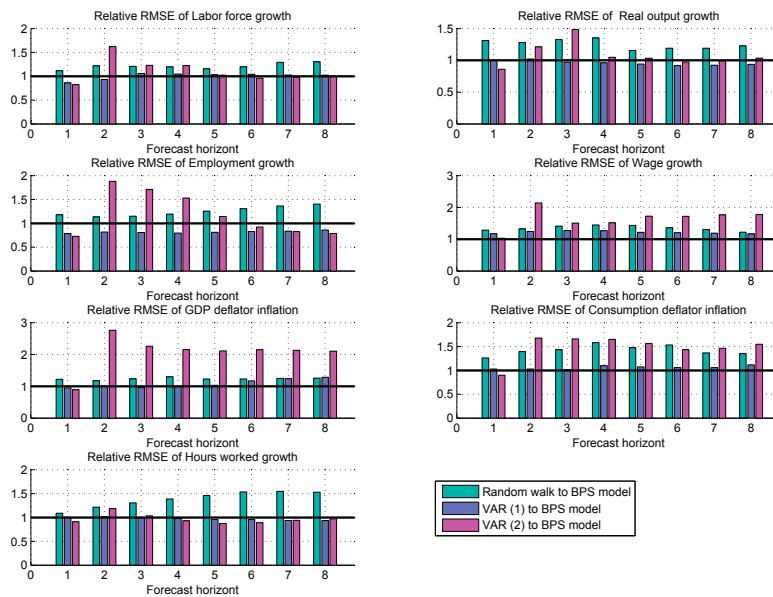 Relative RMSE of Labor force growth
2
1.5
1
0.5
0
0 1 2 3 4 5 6 7 8
Forecast horizont
Relative RMSE of Real output growth
1.5
1
0.5
0
0 1 2 3 4 5 6 7 8
Forecast horizont
Relative RMSE of Employment growth
2
1.5
1
0.5
0
0 1 2 3 4 5 6 7 8
Forecast horizont
Relative RMSE of Wage growth
3
2
1
0
0 1 2 3 4 5 6 7 8
Forecast horizont
Relative RMSE of GDP deflator inflation
3
2
1
0
0 1 2 3 4 5 6 7 8
Forecast horizont
Relative RMSE of Consumption deflator inflation
2
1.5
1
0.5
0
0 1 2 3 4 5 6 7 8
Forecast horizont
Relative RMSE of Hours worked growth
2
1.5
1
0.5
0
0 1 2 3 4 5 6 7 8
Forecast horizont
Random walk to BPS model
VAR (1) to BPS model
VAR (2) to BPS model